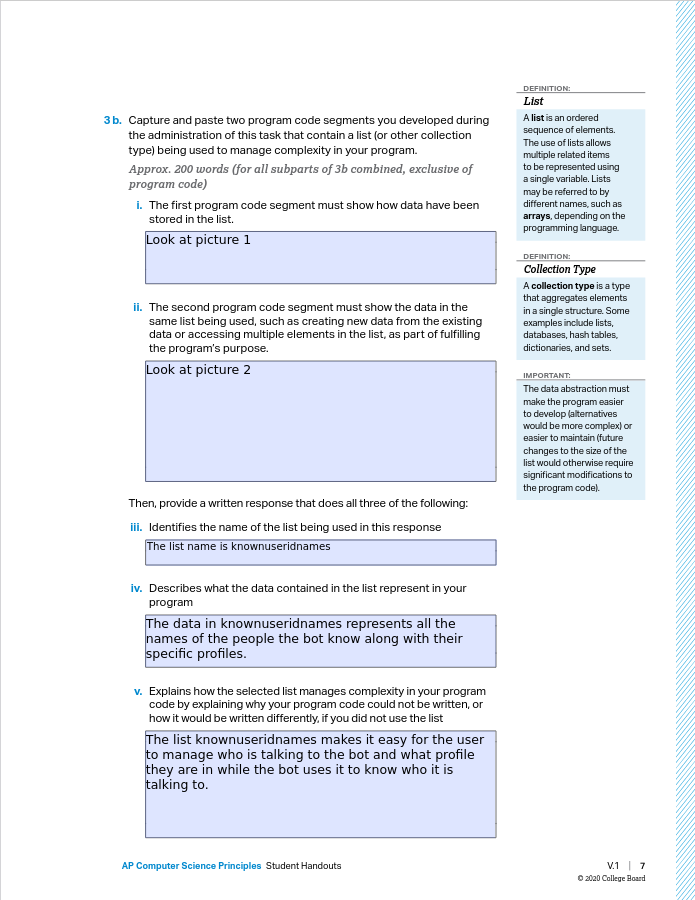 3 b. Capture and paste two program code segments you developed during
the administration of this task that contain a list (or other collection
type) being used to manage complexity in your program.
Approx. 200 words (for all subparts of 3b combined, exclusive of
program code)
i. The first program code segment must show how data have been
stored in the list.
Look at picture 1
ii. The second program code segment must show the data in the
same list being used, such as creating new data from the existing
data or accessing multiple elements in the list, as part of fulfilling
the program's purpose.
Look at picture 2
Then, provide a written response that does all three of the following:
iii. Identifies the name of the list being used in this response
The list name is knownuseridnames
iv. Describes what the data contained in the list represent in your
program
The data in knownuseridnames represents all the
names of the people the bot know along with their
specific profiles.
v. Explains how the selected list manages complexity in your program
code by explaining why your program code could not be written, or
how it would be written differently, if you did not use the list
The list knownuseridnames makes it easy for the user
to manage who is talking to the bot and what profile
they are in while the bot uses it to know who it is
talking to.
DEFINITION:
List
A list is an ordered
sequence of elements.
The use of lists allows
multiple related items
to be represented using
a single variable. Lists
may be referred to by
different names, such as
arrays, depending on the
programming language.
DEFINITION:
Collection Type
A collection type is a type
that aggregates elements
in a single structure. Some
examples include lists,
databases, hash tables,
dictionaries, and sets.
IMPORTANT:
The data abstraction must
make the program easier
to develop (alternatives
would be more complex) or
easier to maintain (future
changes to the size of the
list would otherwise require
significant modifications to
the program code).
AP Computer Science Principles Student Handouts
V.1 | 7
© 2020 College Board